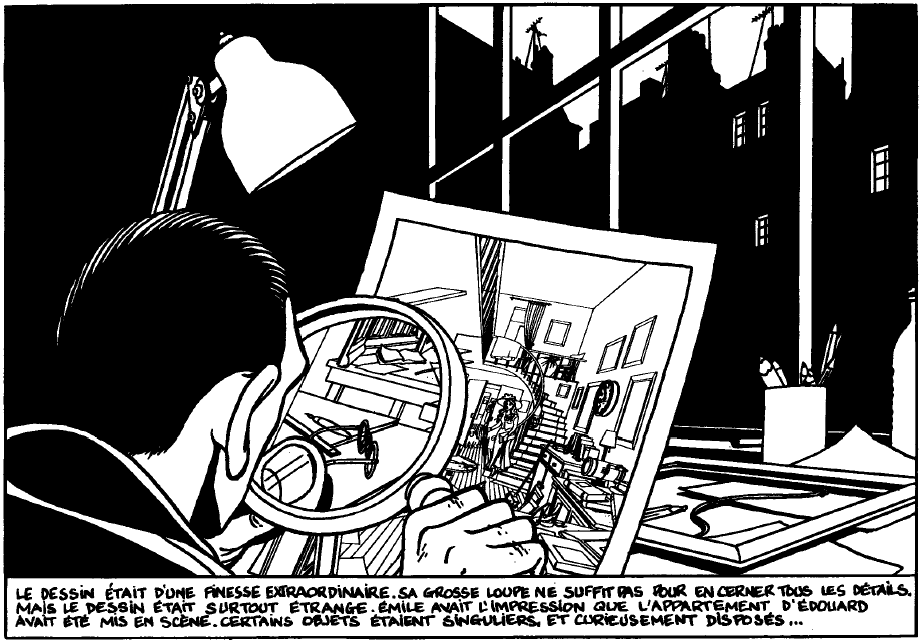 LE DESSIN ÉTAIT D'UNE FINESSE EXTRAORDINAIRE. SA GROSSE LOUPE NE SUFFIT PAS POUR EN CERNER TOUS LES DÉTAILS.
MAIS LE DESSIN ÉTAIT SURTOUT ÉTRANGE. ÉMILE AVAIT L'IMPRESSION QUE L'APPARTEMENT D'ÉDOUARD
AVAIT ÉTÉ MIS EN SCÈNE. CERTAINS OBJETS ÉTAIENT SINGULIERS, ET CURIEUSEMENT DISPOSÉS...